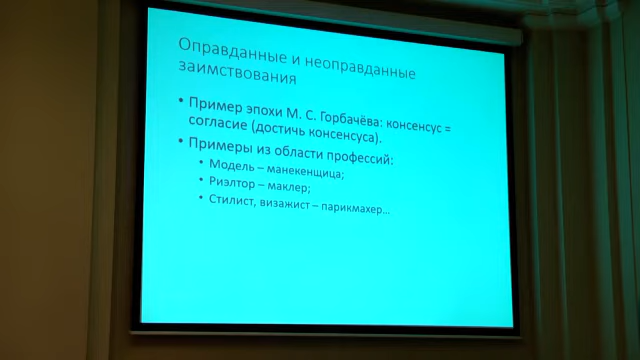 Оправданные и неоправданные
заимствования
• Пример эпохи М. С. Горбачёва: консенсус =
согласие (достичь консенсуса).
• Примеры из области профессий:
• Модель – манекенщица;
• Риэлтор – маклер;
• Стилист, визажист – парикмахер...